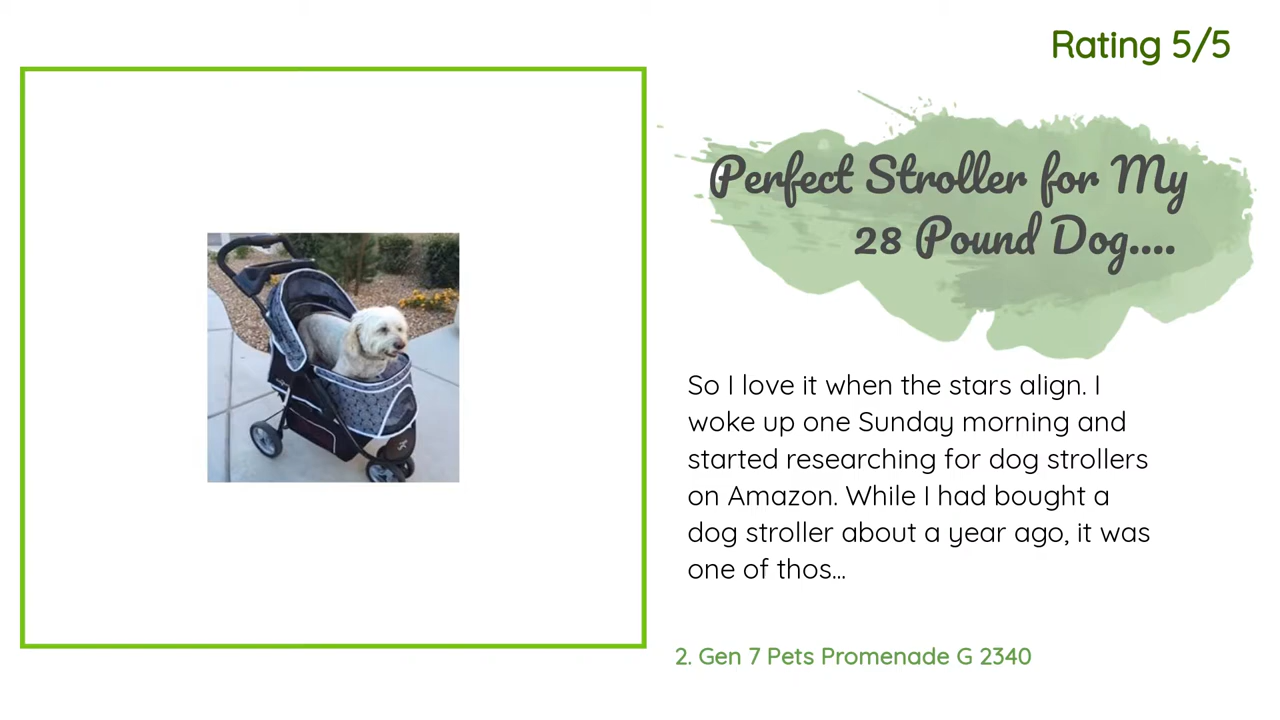 Rating 5/5
Perfect Stroller for My
28 Pound Dog....
So I love it when the stars align. I
woke up one Sunday morning and
started researching for dog strollers
on Amazon. While I had bought a
dog stroller about a year ago, it was
one of thos...
2. Gen 7 Pets Promenade G 2340